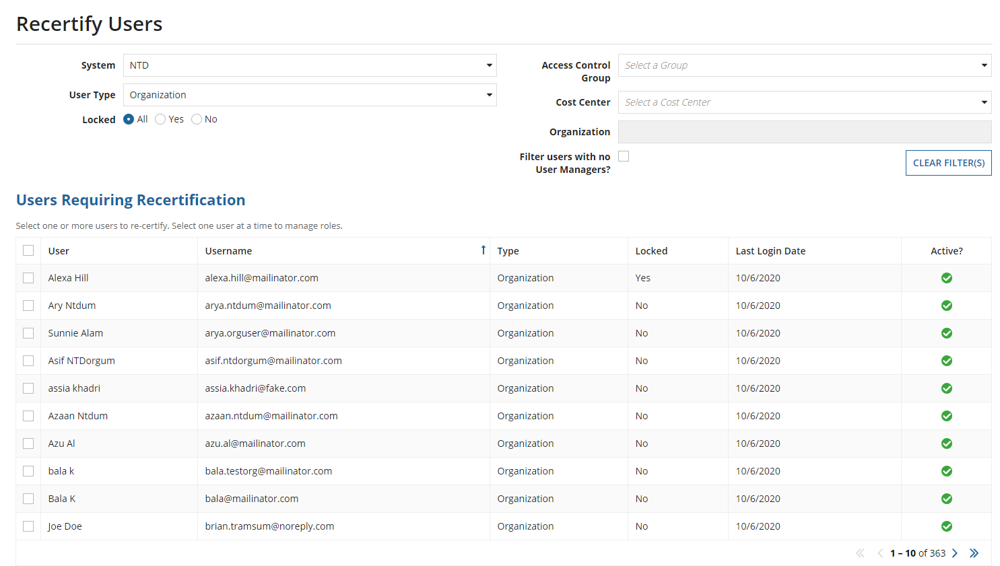 Recertify Users
System NTD
User Type Organization
Locked All Yes No
Access Control Group Select a Group
Cost Center Select a Cost Center
Organization
Filter users with no User Managers?
CLEAR FILTER(S)
Users Requiring Recertification
Select one or more users to re-certify. Select one user at a time to manage roles.
User Username Type Locked Last Login Date Active?
Alexa Hill alexa.hill@mailinator.com Organization Yes 10/6/2020
Ary Ntdum arya.ntdum@mailinator.com Organization No 10/6/2020
Sunnie Alam arya.orguser@mailinator.com Organization No 10/6/2020
Asif NTDorgum asif.ntdorgum@mailinator.com Organization No 10/6/2020
assia khadri assia.khadri@fake.com Organization No 10/6/2020
Azaan Ntdum azaan.ntdum@mailinator.com Organization No 10/6/2020
Azu Al azu.al@mailinator.com Organization No 10/6/2020
bala k bala.testorg@mailinator.com Organization No 10/6/2020
Bala K bala@mailinator.com Organization No 10/6/2020
Joe Doe brian.tramsum@noreply.com Organization No 10/6/2020
1 – 10 of 363